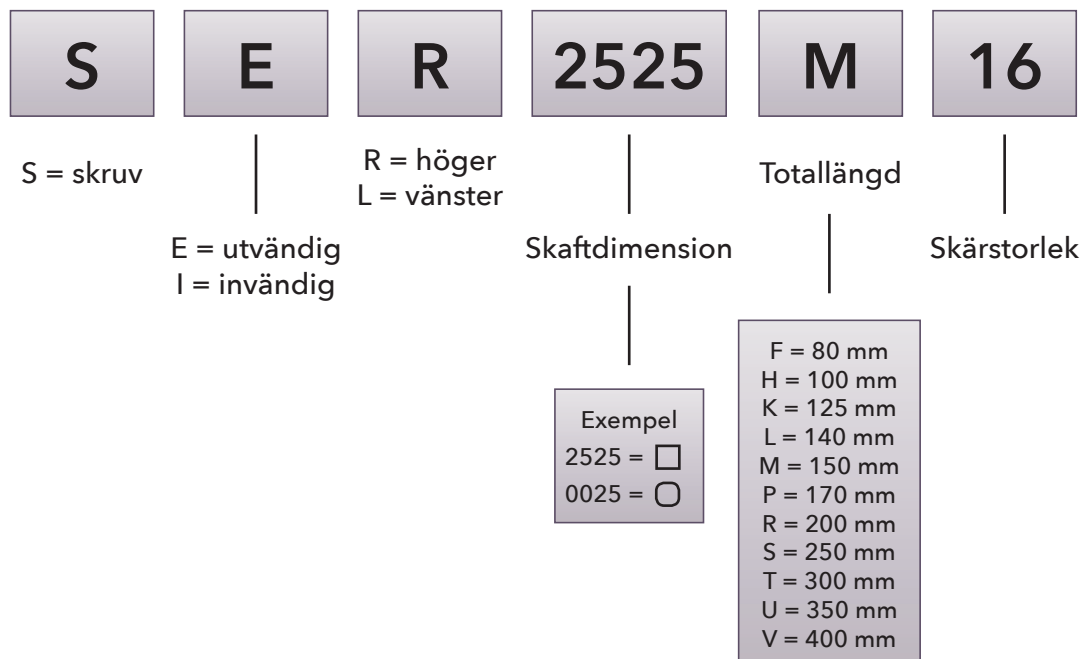 S E R 2525 M 16
S = skruv
E = utvändig
I = invändig
R = höger
L = vänster
Skaftdimension
Exempel
2525 =
0025 =
Totallängd
F = 80 mm
H = 100 mm
K = 125 mm
L = 140 mm
M = 150 mm
P = 170 mm
R = 200 mm
S = 250 mm
T = 300 mm
U = 350 mm
V = 400 mm
Skärstorlek